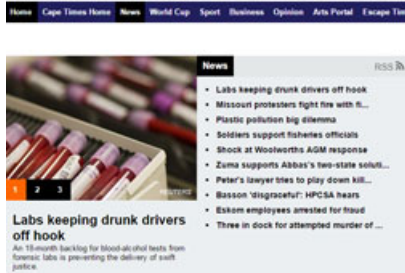 Home Cape Times Home News World Cup Sport Business Opinion Arts Portal Escape Tim
News
RSS
Labs keeping drunk drivers off hook
Missouri protesters fight fire with fi...
Plastic pollution big dilemma
Soldiers support fisheries officials
Shock at Woolworths AGM response
Zuma supports Abbas's two-state soluti...
Peter's lawyer tries to play down kill...
Basson 'disgraceful': HPCSA hears
Eskom employees arrested for fraud
Three in dock for attempted murder of ...
1 2 3
REUTERS
Labs keeping drunk drivers
off hook
An 18-month backlog for blood-alcohol tests from
forensic labs is preventing the delivery of swift
justice.